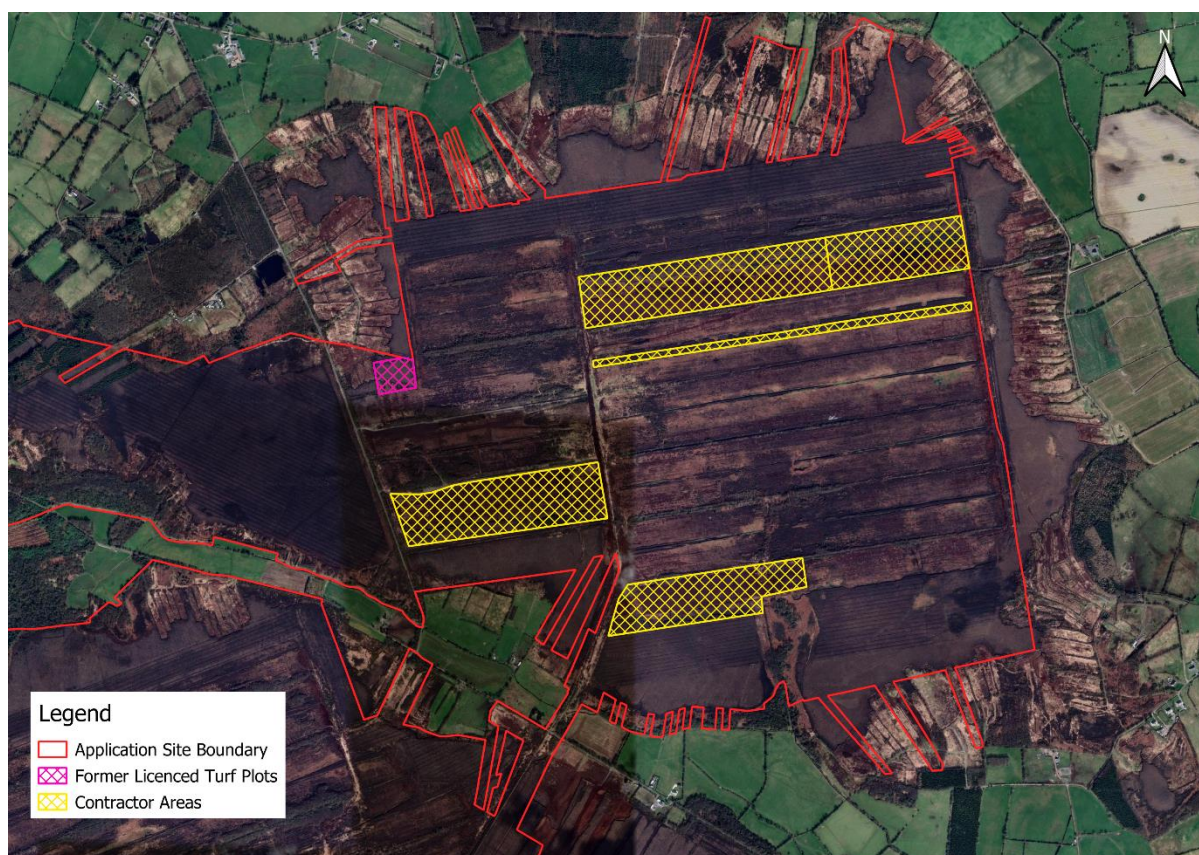 N
Legend
Application Site Boundary
Former Licenced Turf Plots
Contractor Areas